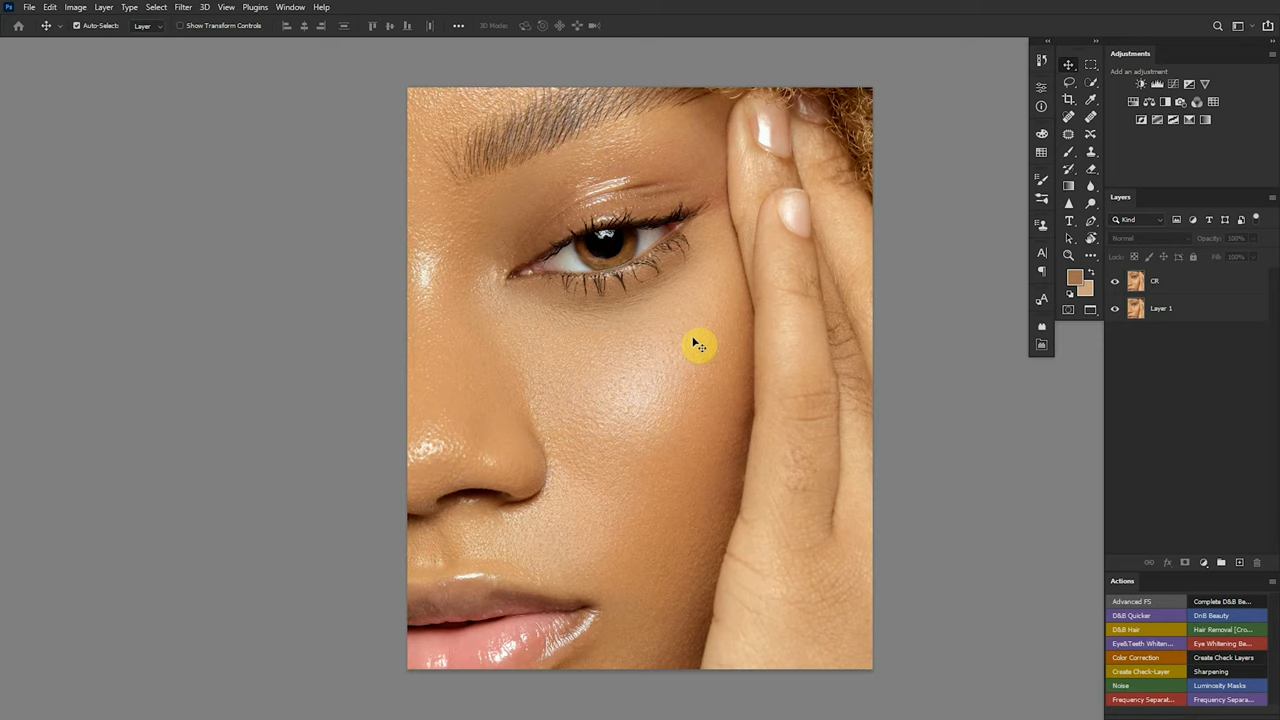 Ps File Edit Image Layer Type Select Filter 3D View Plugins Window Help
Auto-Select: Layer Show Transform Controls 3D Mode:
Adjustments
Add an adjustment
Layers
Kind
Normal Opacity: 100%
Lock: Fill: 100%
CR
Layer 1
Actions
Advanced FS Complete D&B Be...
D&B Quicker DnB Beauty
D&B Hair Hair Removal [Cro...
Eye&Teeth Whiten... Eye Whitening Be...
Color Correction Create Check Layers
Create Check-Layer Sharpening
Noise Luminosity Masks
Frequency Separat... Frequency Separa...